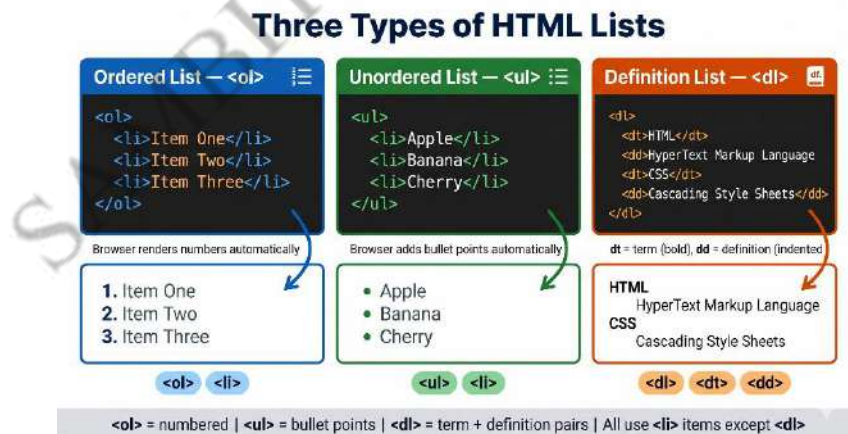 Three Types of HTML Lists
Ordered List — <ol>
<ol>
<li>Item One</li>
<li>Item Two</li>
<li>Item Three</li>
</ol>
Browser renders numbers automatically
1. Item One
2. Item Two
3. Item Three
<ol> <li>
Unordered List — <ul>
<ul>
<li>Apple</li>
<li>Banana</li>
<li>Cherry</li>
</ul>
Browser adds bullet points automatically
• Apple
• Banana
• Cherry
<ul> <li>
Definition List — <dl>
df.
<dl>
<dt>HTML</dt>
<dd>HyperText Markup Language
<dt>CSS</dt>
<dd>Cascading Style Sheets</dd>
</dl>
dt = term (bold), dd = definition (indented
HTML
HyperText Markup Language
CSS
Cascading Style Sheets
<dl> <dt> <dd>
<ol> = numbered | <ul> = bullet points | <dl> = term + definition pairs | All use <li> items except <dl>